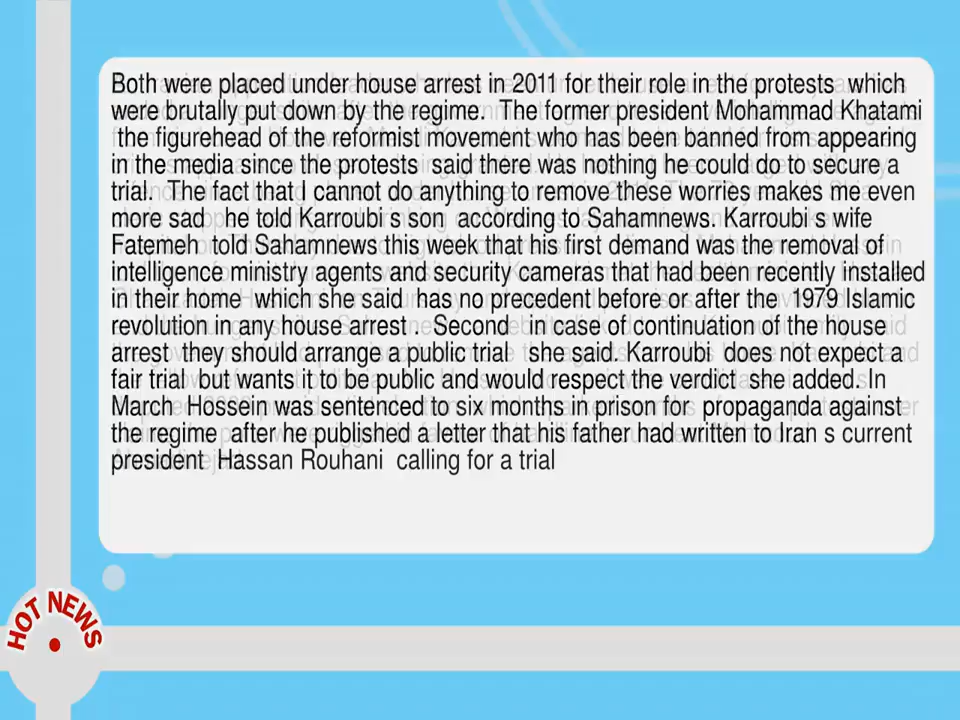 Both were placed under house arrest in 2011 for their role in the protests  which
were brutally put down by the regime.  The former president Mohammad Khatami
the figurehead of the reformist movement who has been banned from appearing
in the media since the protests  said there was nothing he could do to secure a
trial.  The fact that I cannot do anything to remove these worries makes me even
more sad  he told Karroubi s son  according to Sahamnews. Karroubi s wife
Fatemeh  told Sahamnews this week that his first demand was the removal of
intelligence ministry agents and security cameras that had been recently installed
in their home  which she said  has no precedent before or after the  1979 Islamic
revolution in any house arrest .  Second   in case of continuation of the house
arrest  they should arrange a public trial   she said. Karroubi  does not expect a
fair trial  but wants it to be public and would respect the verdict  she added. In
March  Hossein was sentenced to six months in prison for  propaganda against
the regime  after he published a letter that his father had written to Iran s current
president  Hassan Rouhani  calling for a trial
HOT NEWS